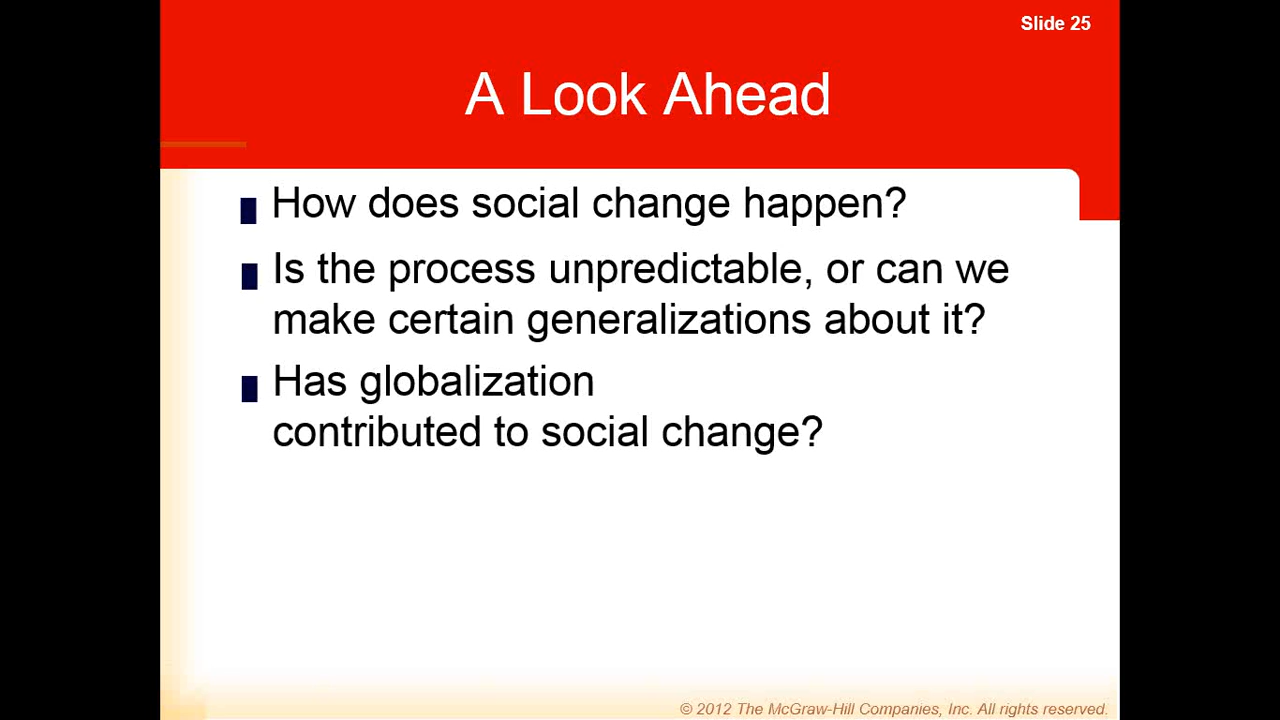 Slide 25
A Look Ahead
How does social change happen?
Is the process unpredictable, or can we
make certain generalizations about it?
Has globalization
contributed to social change?
© 2012 The McGraw-Hill Companies, Inc. All rights reserved.